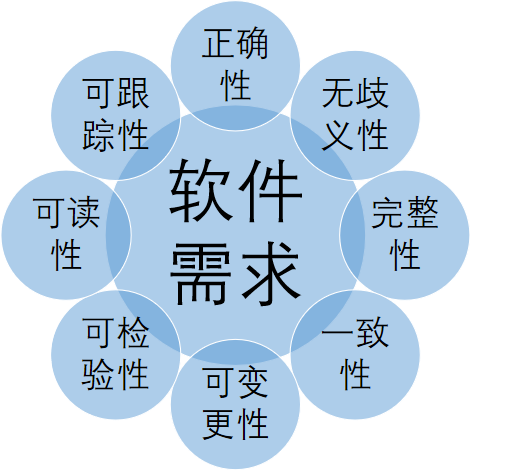 软件
需求
正确
性
无歧
义性
完整
性
一致
性
可变
更性
可检
验性
可读
性
可跟
踪性